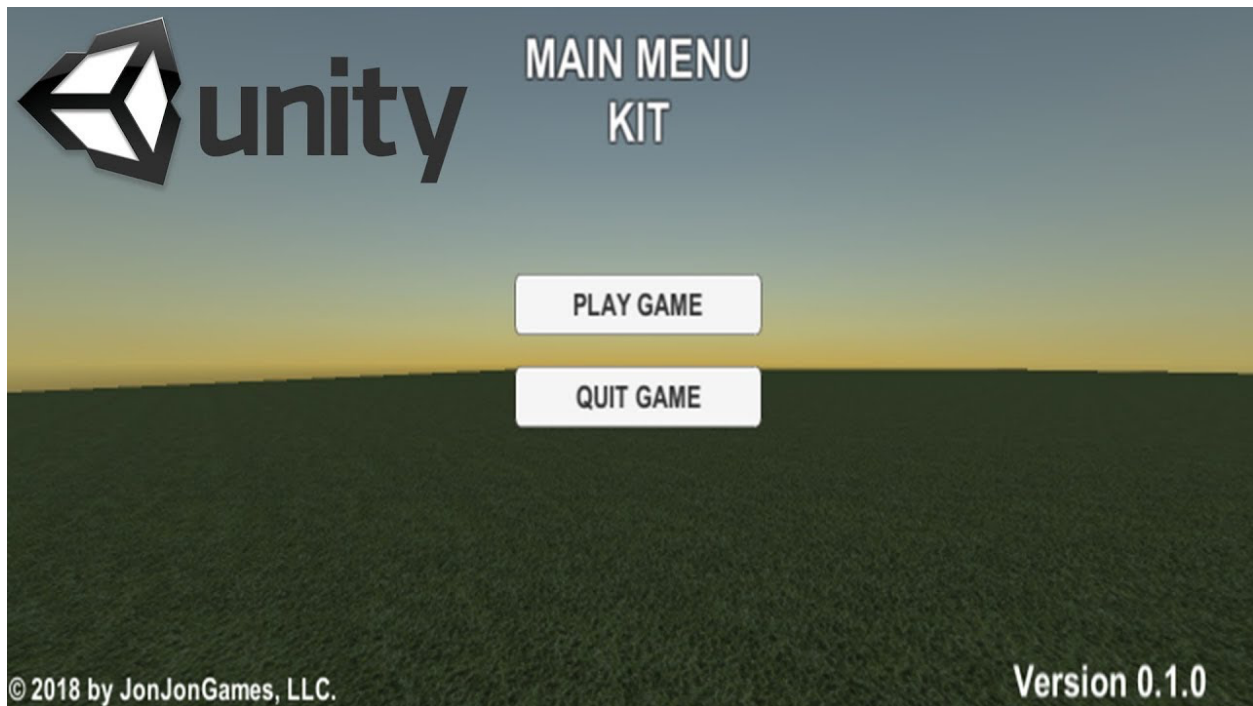 unity
MAIN MENU
KIT
PLAY GAME
QUIT GAME
© 2018 by JonJonGames, LLC.
Version 0.1.0